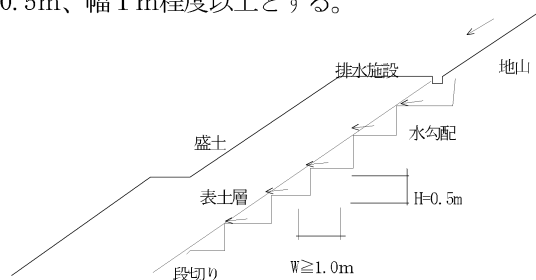 0.5m、幅１m程度以上とする。
排水施設
地山
水勾配
盛土
表土層
H=0.5m
W≧1.0m
段切り